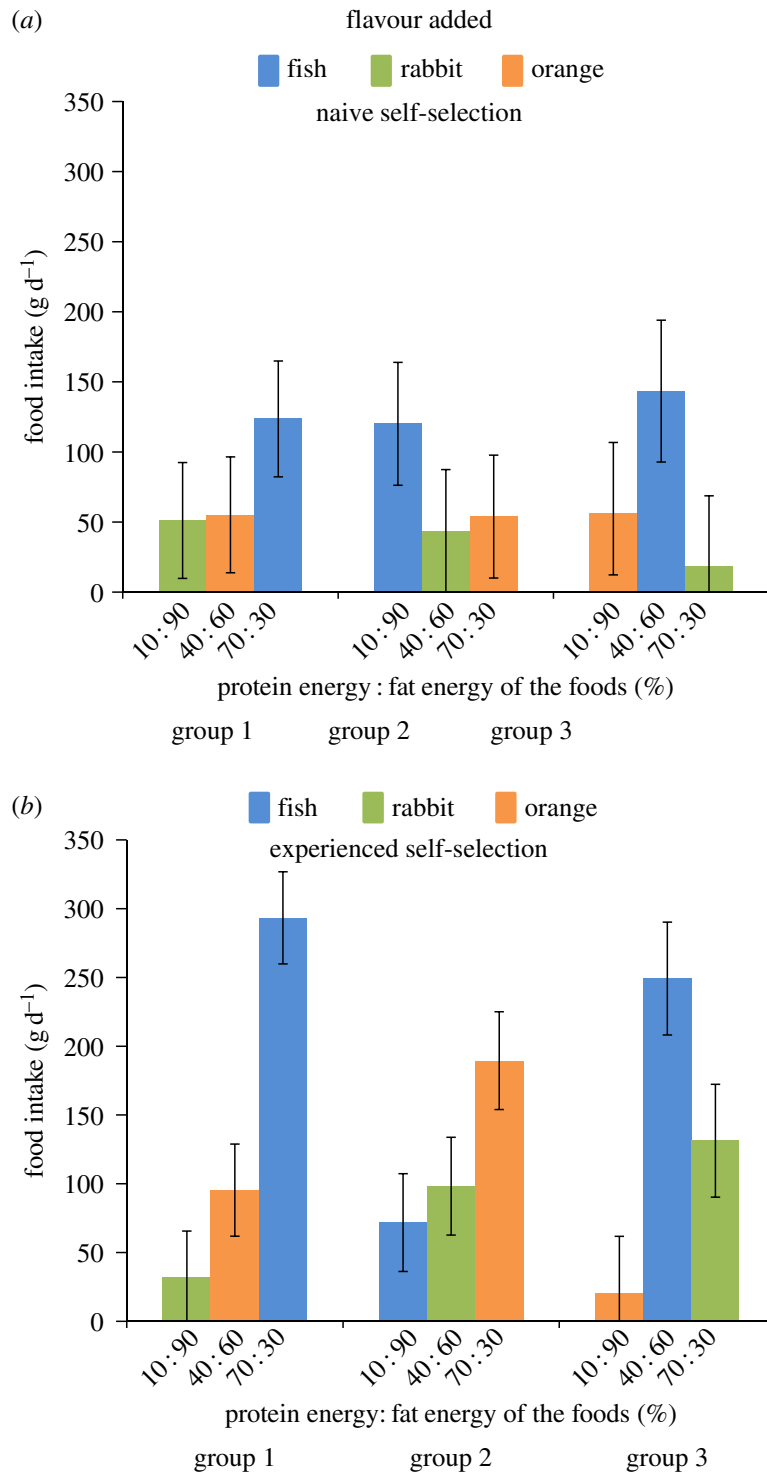 (a) flavour added
fish rabbit orange
naive self-selection
350
300
250
200
150
100
50
0
food intake (g d⁻¹)
10:90 40:60 70:30 10:90 40:60 70:30 10:90 40:60 70:30
protein energy : fat energy of the foods (%)
group 1 group 2 group 3
(b) fish rabbit orange
experienced self-selection
350
300
250
200
150
100
50
0
food intake (g d⁻¹)
10:90 40:60 70:30 10:90 40:60 70:30 10:90 40:60 70:30
protein energy: fat energy of the foods (%)
group 1 group 2 group 3